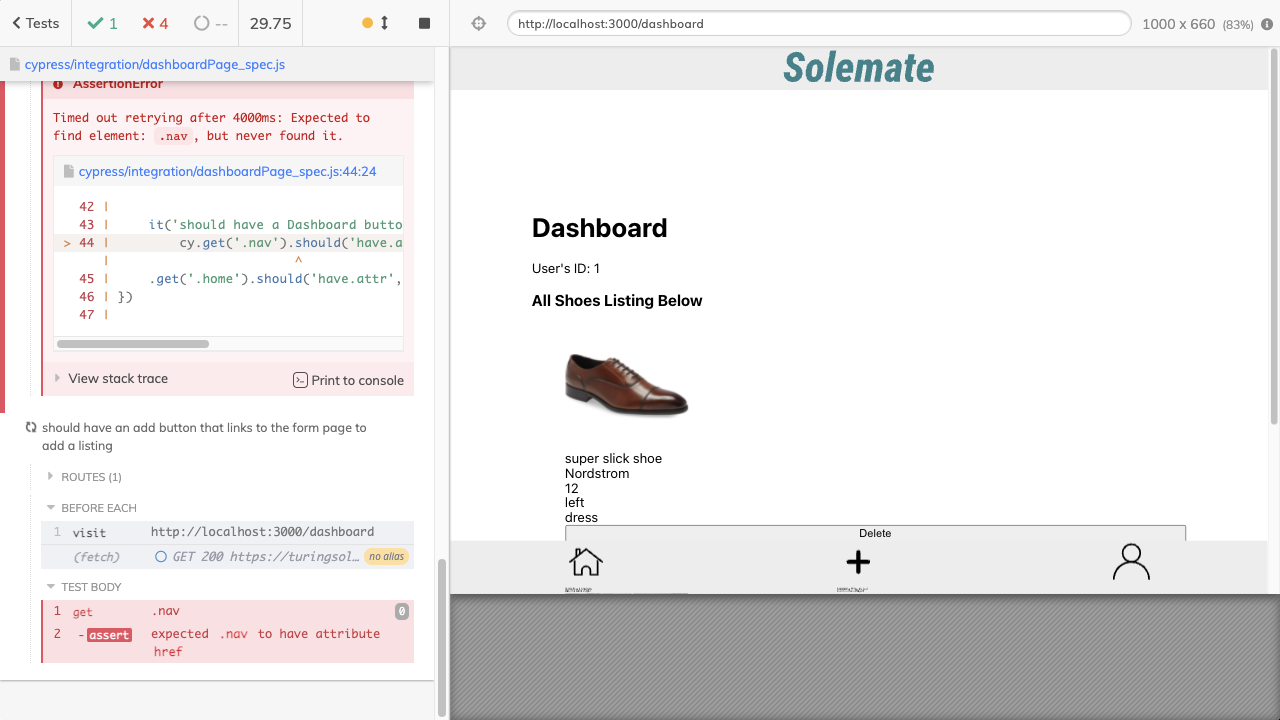 Tests
1
4
--
29.75
http://localhost:3000/dashboard
1000 x 660 (83%)
cypress/integration/dashboardPage_spec.js
AssertionError
Timed out retrying after 4000ms: Expected to
find element: .nav, but never found it.
cypress/integration/dashboardPage_spec.js:44:24
42 |
43 | it('should have a Dashboard butto
> 44 | cy.get('.nav').should('have.a
| ^
45 | .get('.home').should('have.attr',
46 | })
47 |
View stack trace
Print to console
should have an add button that links to the form page to
add a listing
ROUTES (1)
BEFORE EACH
1 visit http://localhost:3000/dashboard
(fetch) GET 200 https://turingsol… no alias
TEST BODY
1 get .nav 0
2 -assert expected .nav to have attribute
href
Solemate
Dashboard
User's ID: 1
All Shoes Listing Below
super slick shoe
Nordstrom
12
left
dress
Delete